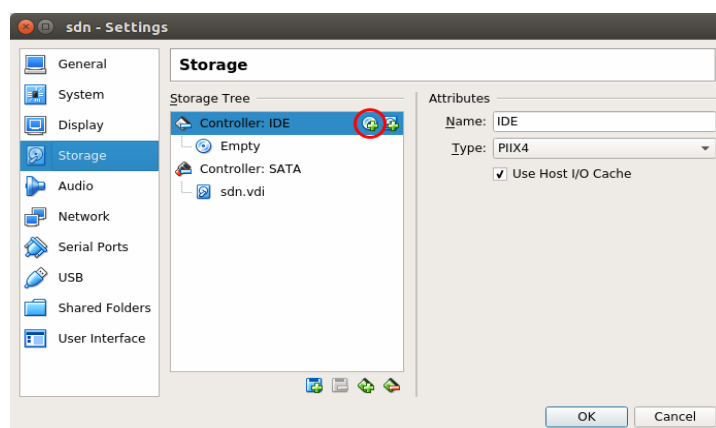 sdn - Settings
General
System
Display
Storage
Audio
Network
Serial Ports
USB
Shared Folders
User Interface
Storage
Storage Tree
Controller: IDE
Empty
Controller: SATA
sdn.vdi
Attributes
Name: IDE
Type: PIIX4
Use Host I/O Cache
OK Cancel